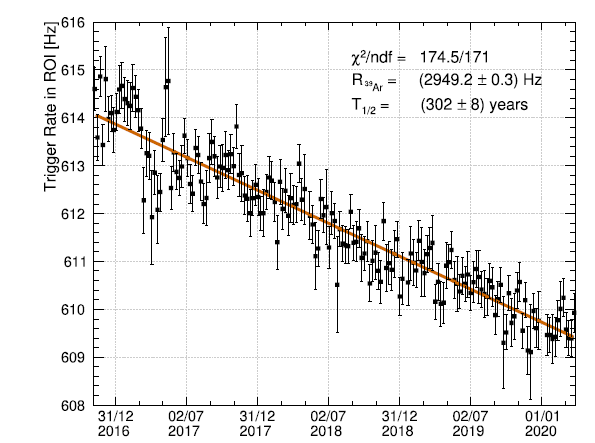 616
615
614
613
612
611
610
609
608
Trigger Rate in ROI [Hz]
χ²/ndf = 174.5/171
R ³⁹Ar = (2949.2 ± 0.3) Hz
T 1/2 = (302 ± 8) years
31/12 02/07 31/12 02/07 31/12 02/07 01/01
2016 2017 2017 2018 2018 2019 2020